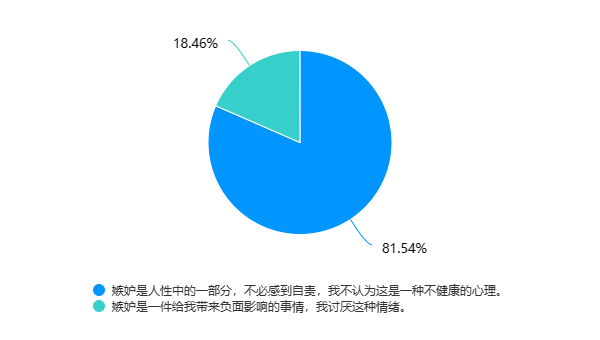 18.46%
81.54%
嫉妒是人性中的一部分，不必感到自责，我不认为这是一种不健康的心理。
嫉妒是一件给我带来负面影响的事情，我讨厌这种情绪。